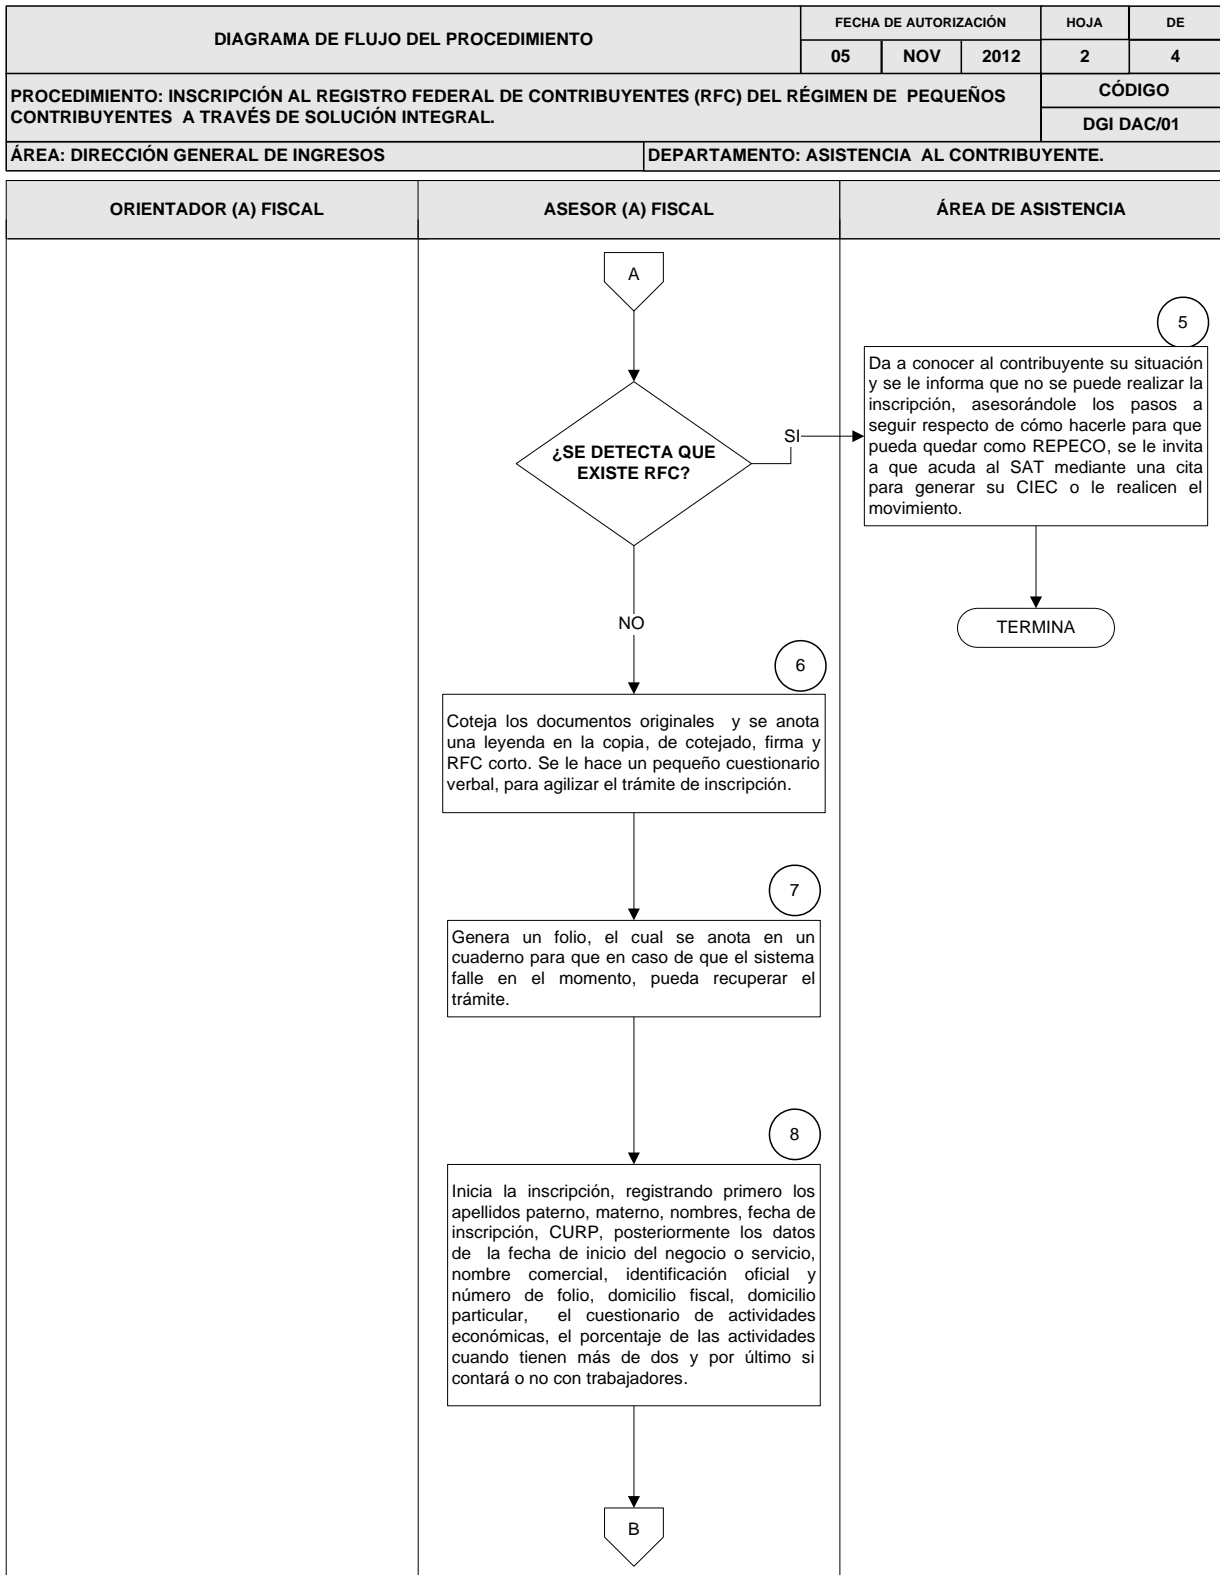 DIAGRAMA DE FLUJO DEL PROCEDIMIENTO
FECHA DE AUTORIZACIÓN
HOJA
DE
05
NOV
2012
2
4
PROCEDIMIENTO: INSCRIPCIÓN AL REGISTRO FEDERAL DE CONTRIBUYENTES (RFC) DEL RÉGIMEN DE PEQUEÑOS
CONTRIBUYENTES A TRAVÉS DE SOLUCIÓN INTEGRAL.
CÓDIGO
DGI DAC/01
ÁREA: DIRECCIÓN GENERAL DE INGRESOS
DEPARTAMENTO: ASISTENCIA AL CONTRIBUYENTE.
ORIENTADOR (A) FISCAL
ASESOR (A) FISCAL
ÁREA DE ASISTENCIA
A
¿SE DETECTA QUE
EXISTE RFC?
SI
5
Da a conocer al contribuyente su situación
y se le informa que no se puede realizar la
inscripción, asesorándole los pasos a
seguir respecto de cómo hacerle para que
pueda quedar como REPECO, se le invita
a que acuda al SAT mediante una cita
para generar su CIEC o le realicen el
movimiento.
TERMINA
NO
6
Coteja los documentos originales y se anota
una leyenda en la copia, de cotejado, firma y
RFC corto. Se le hace un pequeño cuestionario
verbal, para agilizar el trámite de inscripción.
7
Genera un folio, el cual se anota en un
cuaderno para que en caso de que el sistema
falle en el momento, pueda recuperar el
trámite.
8
Inicia la inscripción, registrando primero los
apellidos paterno, materno, nombres, fecha de
inscripción, CURP, posteriormente los datos
de la fecha de inicio del negocio o servicio,
nombre comercial, identificación oficial y
número de folio, domicilio fiscal, domicilio
particular, el cuestionario de actividades
económicas, el porcentaje de las actividades
cuando tienen más de dos y por último si
contará o no con trabajadores.
B